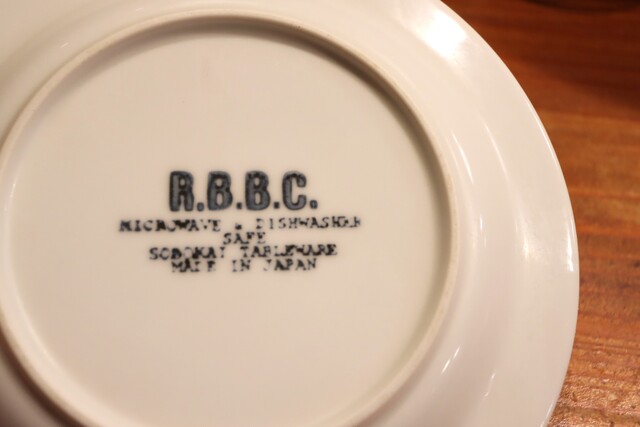 R.B.B.C.
MICROWAVE & DISHWASHER
SAFE
SOBOKAI TABLEWARE
MADE IN JAPAN